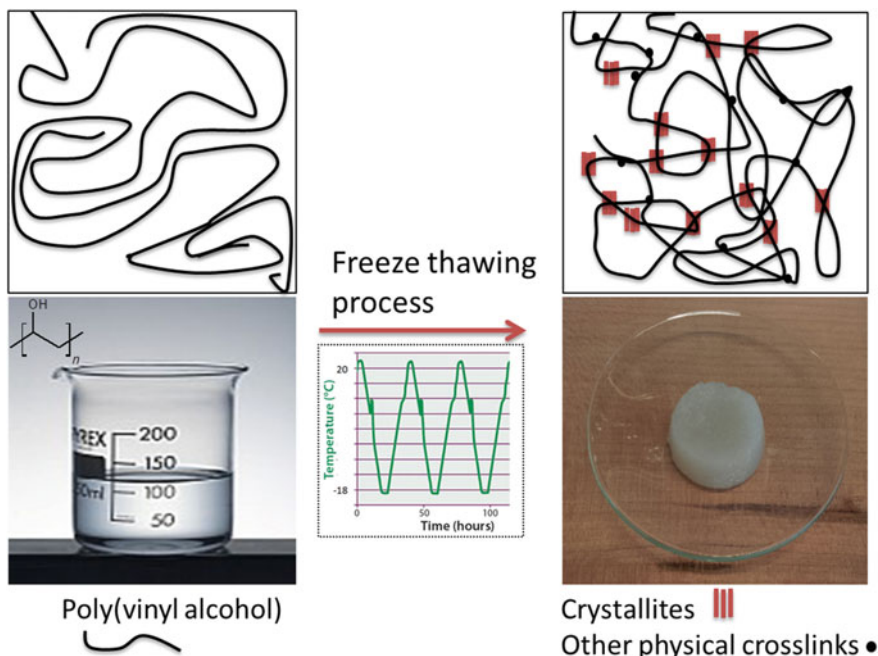 Freeze thawing
process
OH
n
PYREX
200
150
100
50
Temperature (°C)
20
-18
0
50
100
Time (hours)
Poly(vinyl alcohol)
Crystallites
Other physical crosslinks